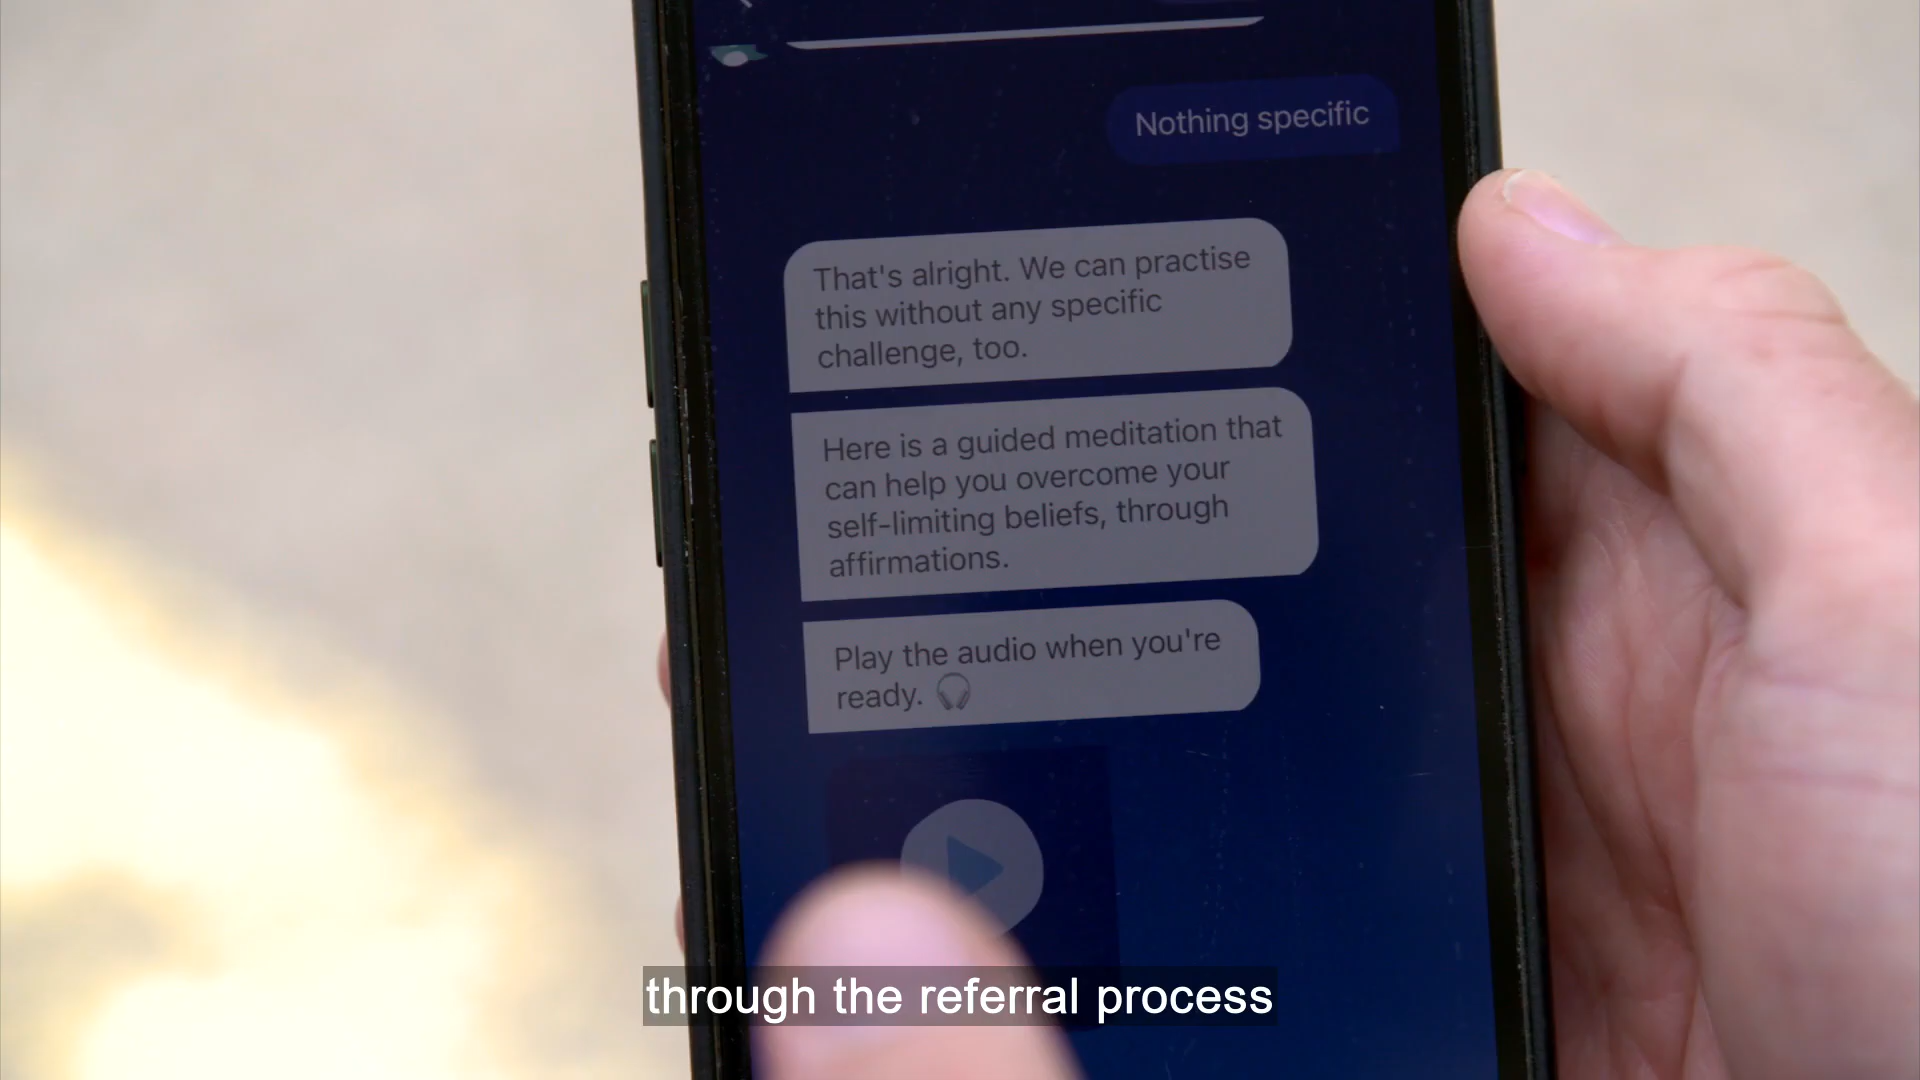 Nothing specific
That's alright. We can practise
this without any specific
challenge, too.
Here is a guided meditation that
can help you overcome your
self-limiting beliefs, through
affirmations.
Play the audio when you're
ready. 🎧
through the referral process